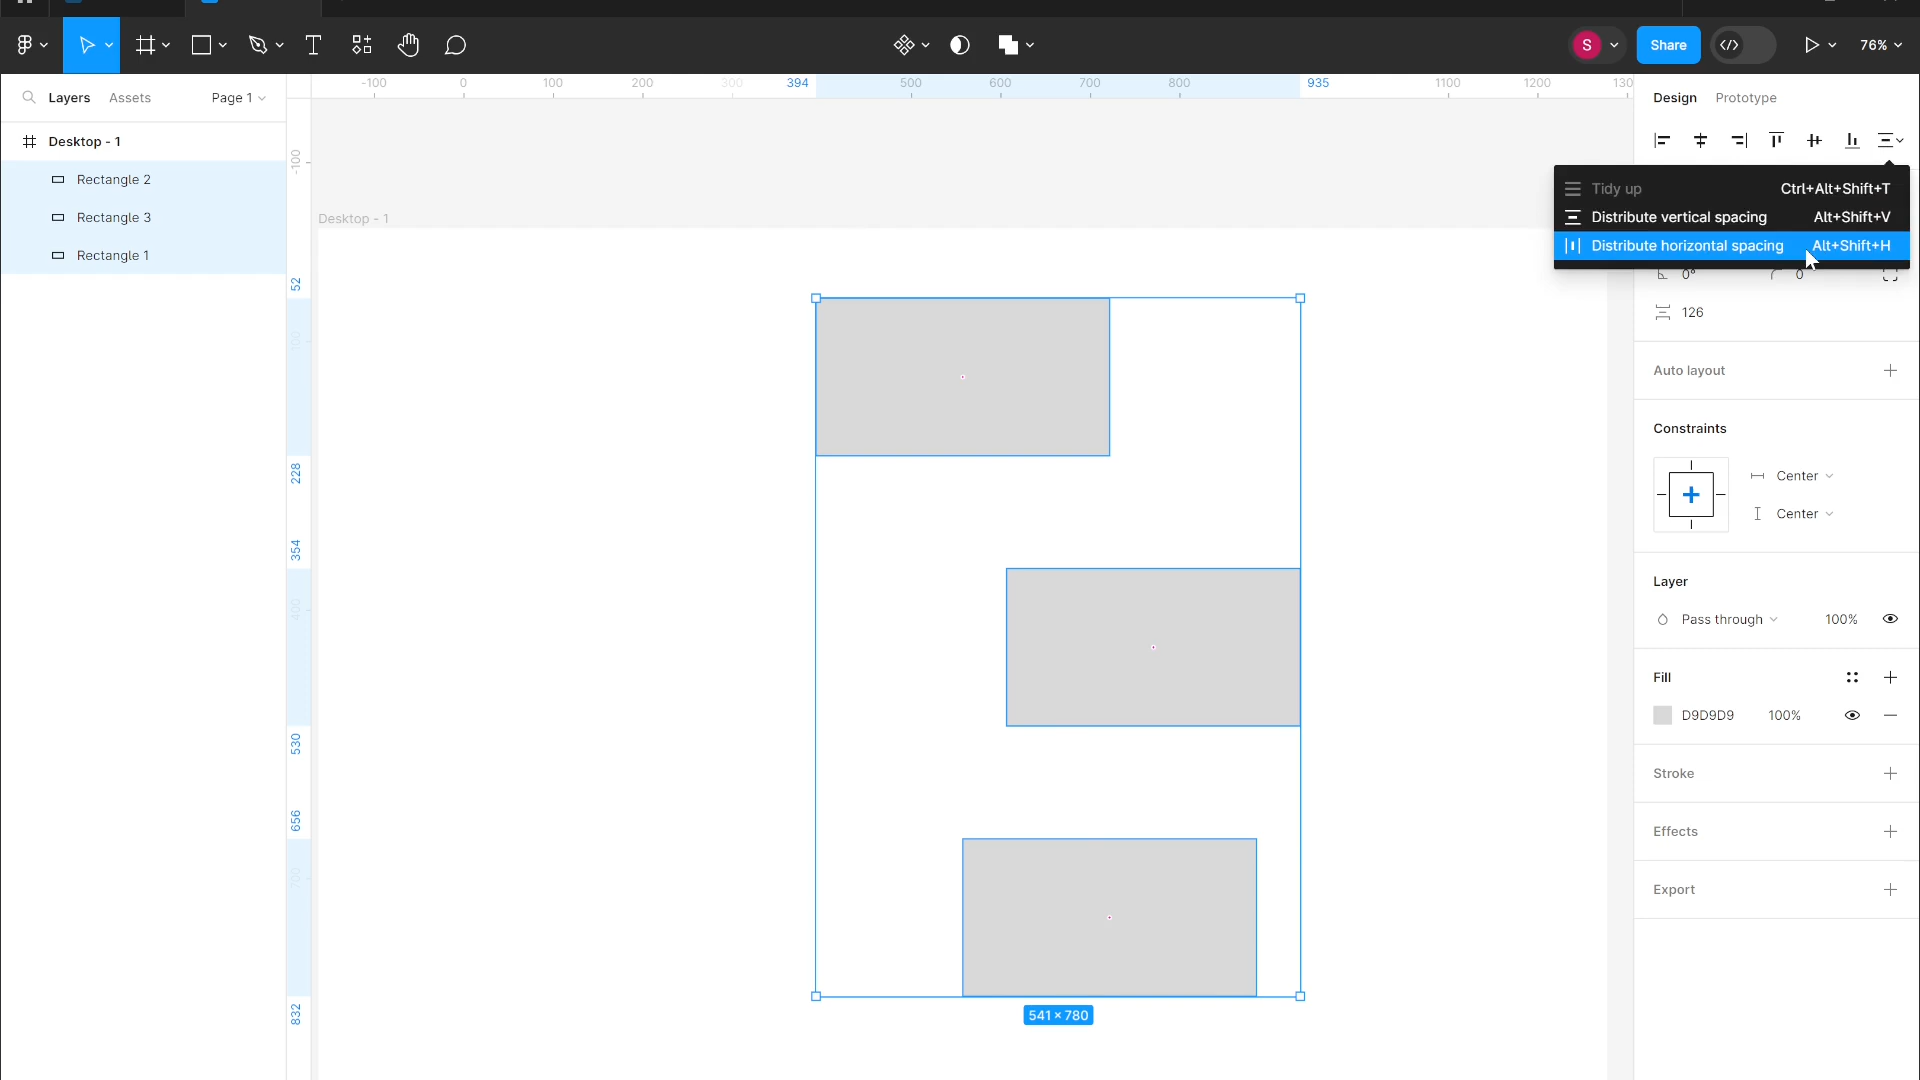 S
Share
76%
Layers
Assets
Page 1
Desktop - 1
Rectangle 2
Rectangle 3
Rectangle 1
-100
0
100
200
300
394
500
600
700
800
935
1100
1200
130
-100
52
100
228
354
400
530
656
700
832
Desktop - 1
541 × 780
Design
Prototype
Tidy up Ctrl+Alt+Shift+T
Distribute vertical spacing Alt+Shift+V
Distribute horizontal spacing Alt+Shift+H
0°
0
126
Auto layout
Constraints
Center
Center
Layer
Pass through 100%
Fill
D9D9D9 100%
Stroke
Effects
Export